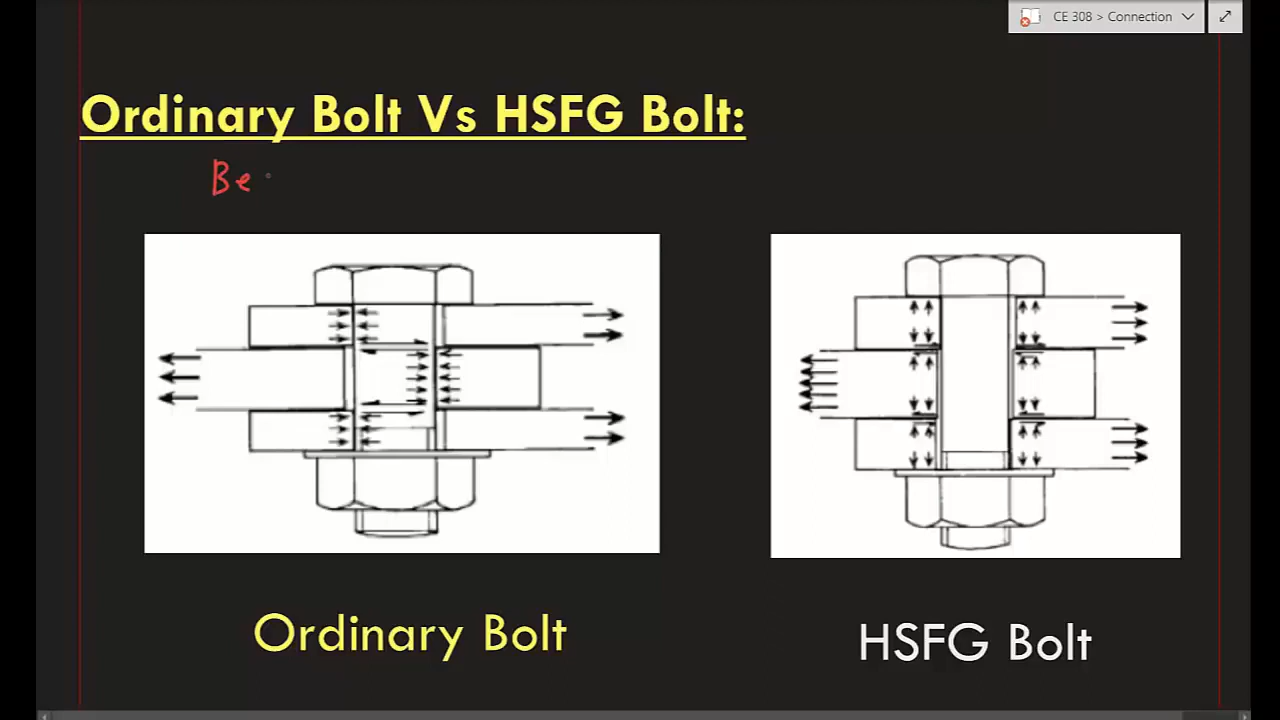 CE 308 > Connection
Ordinary Bolt Vs HSFG Bolt:
Be
Ordinary Bolt
HSFG Bolt